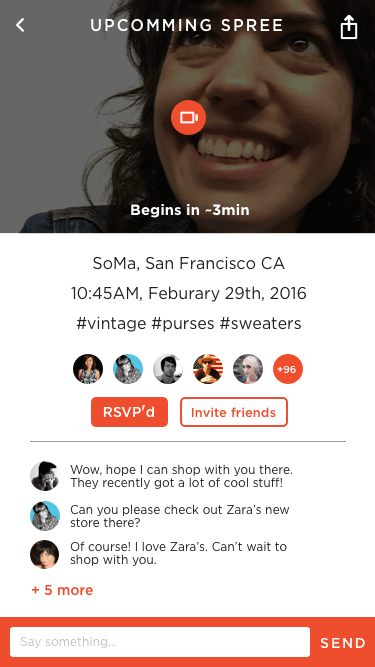 UPCOMMING SPREE
Begins in ~3min
SoMa, San Francisco CA
10:45AM, Feburary 29th, 2016
#vintage #purses #sweaters
+96
RSVP'd
Invite friends
Wow, hope I can shop with you there.
They recently got a lot of cool stuff!
Can you please check out Zara's new
store there?
Of course! I love Zara's. Can't wait to
shop with you.
+ 5 more
Say something...
SEND